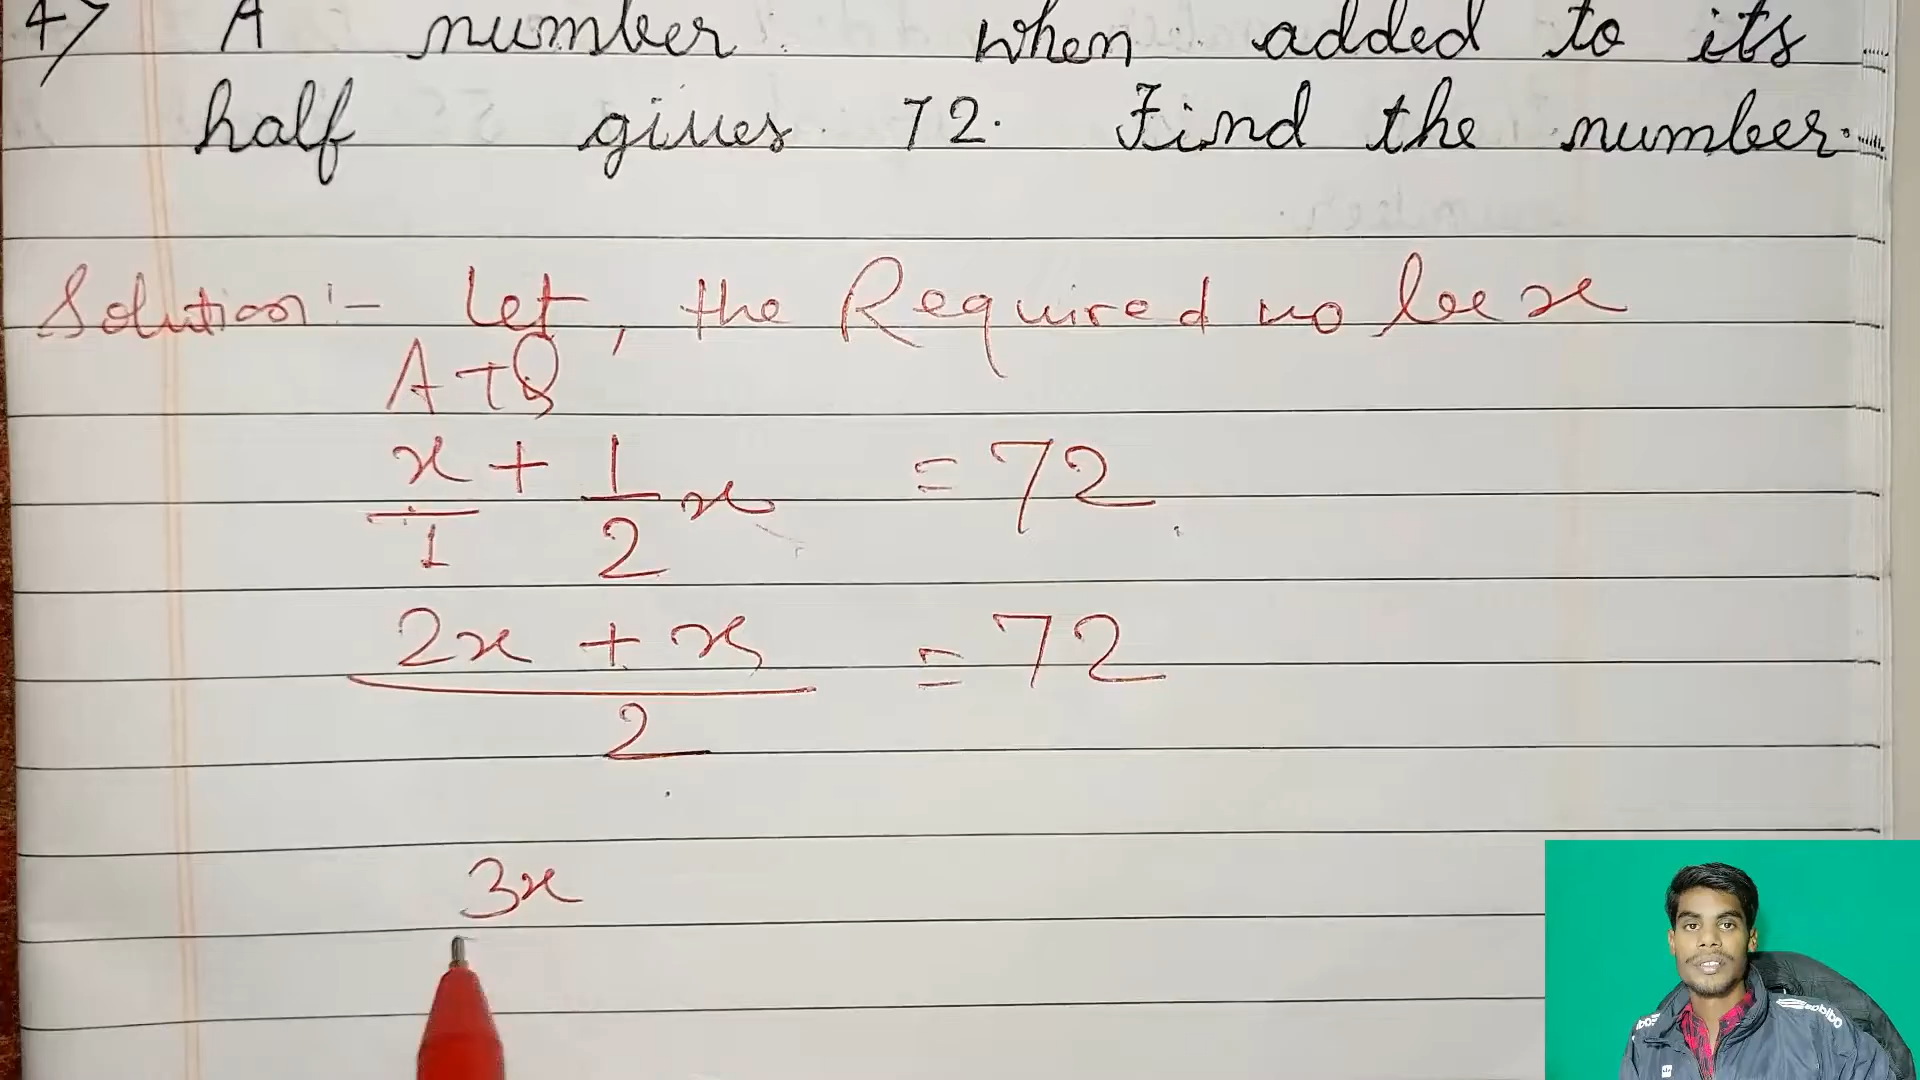 4) A number when added to its
half gives 72. Find the number.
Solution:- Let, the Required no be x
ATQ
x/1 + 1/2 x = 72
2x + x / 2 = 72
3x